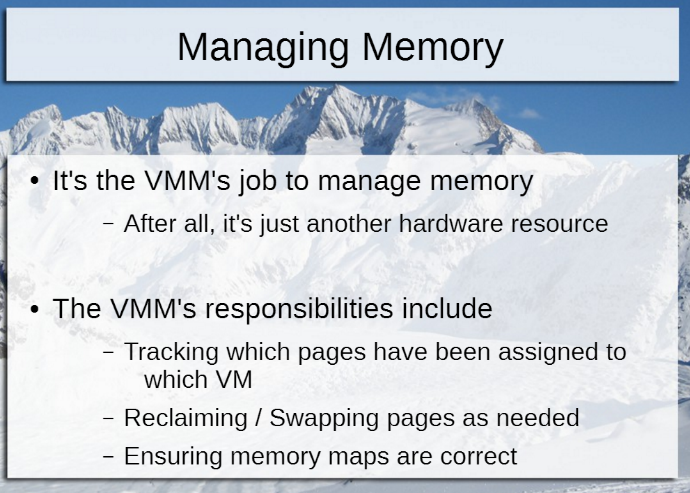 Managing Memory
• It's the VMM's job to manage memory
– After all, it's just another hardware resource
• The VMM's responsibilities include
– Tracking which pages have been assigned to
which VM
– Reclaiming / Swapping pages as needed
– Ensuring memory maps are correct